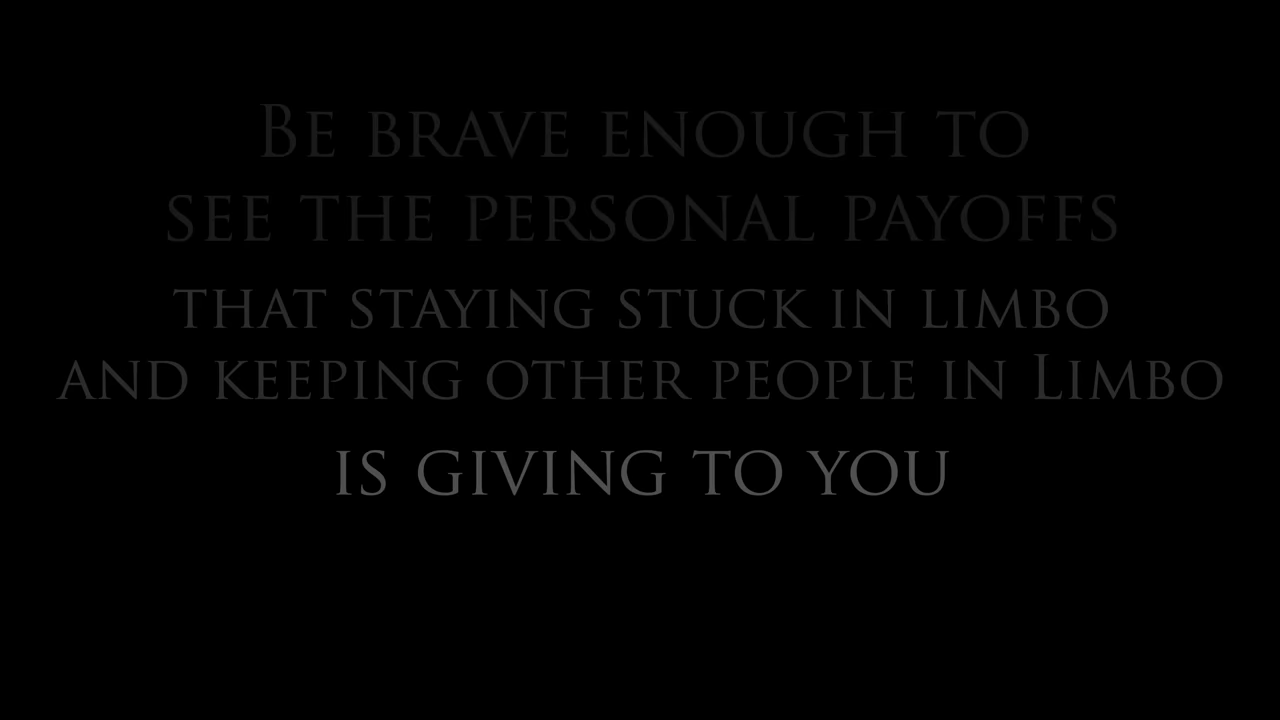 Be brave enough to
see the personal payoffs
that staying stuck in limbo
and keeping other people in Limbo
is giving to you